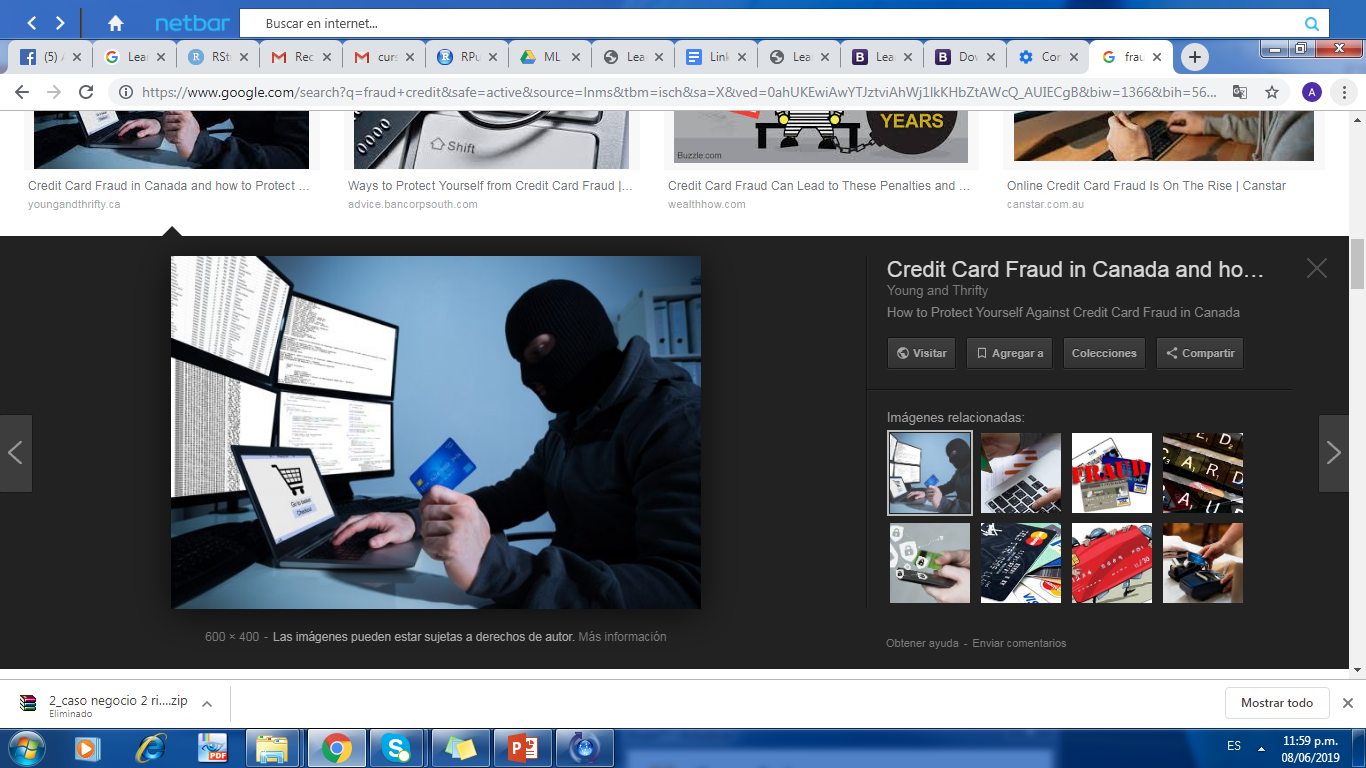 netbar
Buscar en internet...
(5) A
Lea
RSt
Rec
curs
RPu
ML
Lea
Link
Lea
Lea
Dov
Cor
frau
https://www.google.com/search?q=fraud+credit&safe=active&source=lnms&tbm=isch&sa=X&ved=0ahUKEwiAwYTJztviAhWj1lkKHbZtAWcQ_AUIECgB&biw=1366&bih=56...
A
Shift
Buzzle.com
YEARS
Credit Card Fraud in Canada and how to Protect ...
youngandthrifty.ca
Ways to Protect Yourself from Credit Card Fraud |...
advice.bancorpsouth.com
Credit Card Fraud Can Lead to These Penalties and ...
wealthhow.com
Online Credit Card Fraud Is On The Rise | Canstar
canstar.com.au
Go to basket
Checkout
Credit Card Fraud in Canada and ho...
Young and Thrifty
How to Protect Yourself Against Credit Card Fraud in Canada
Visitar
Agregar a
Colecciones
Compartir
Imágenes relacionadas:
FRAUD
600 × 400 - Las imágenes pueden estar sujetas a derechos de autor. Más información
Obtener ayuda - Enviar comentarios
2_caso negocio 2 ri....zip
Eliminado
Mostrar todo
PDF
ES
11:59 p.m.
08/06/2019